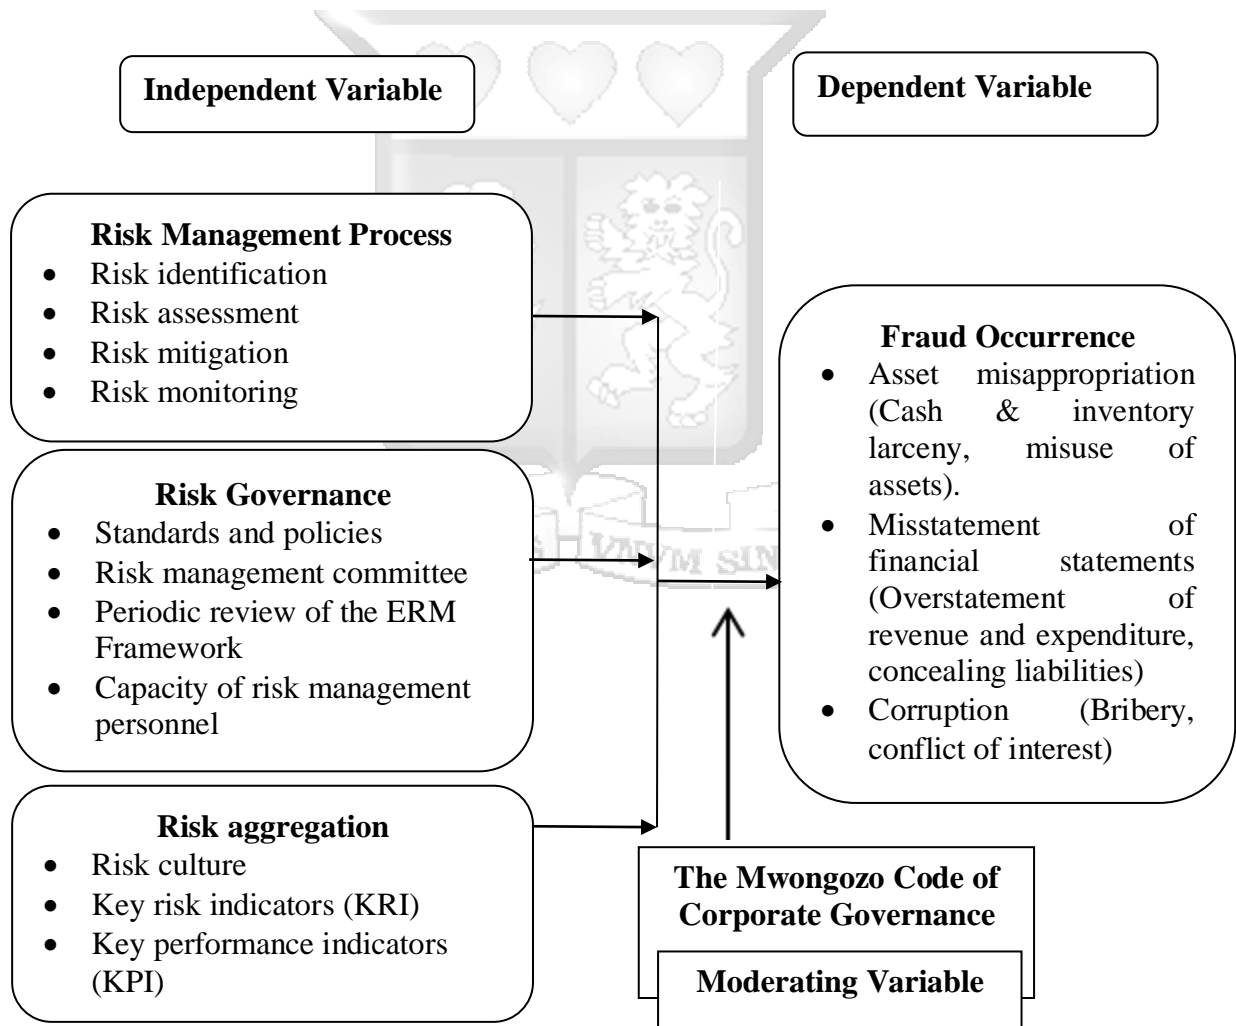 Independent Variable
Dependent Variable
Risk Management Process
• Risk identification
• Risk assessment
• Risk mitigation
• Risk monitoring
Risk Governance
• Standards and policies
• Risk management committee
• Periodic review of the ERM
Framework
• Capacity of risk management
personnel
Risk aggregation
• Risk culture
• Key risk indicators (KRI)
• Key performance indicators
(KPI)
Fraud Occurrence
• Asset misappropriation
(Cash & inventory
larceny, misuse of
assets).
• Misstatement of
financial statements
(Overstatement of
revenue and expenditure,
concealing liabilities)
• Corruption (Bribery,
conflict of interest)
The Mwongozo Code of
Corporate Governance
Moderating Variable
VNVM SIN